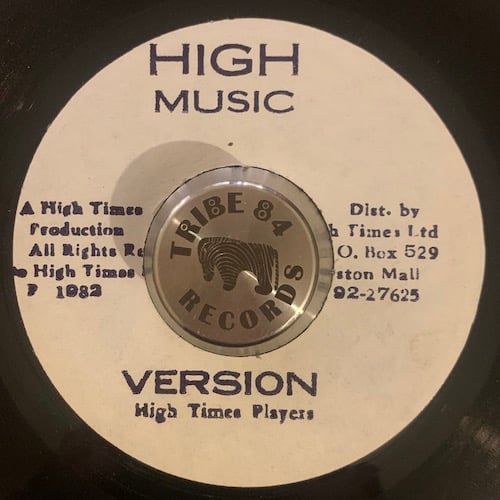 HIGH
MUSIC
A High Times
Production
All Rights Re
High Times
P 1982
TRIBE 84
RECORDS
Dist. by
h Times Ltd
O. Box 529
ston Mall
92-27625
VERSION
High Times Players